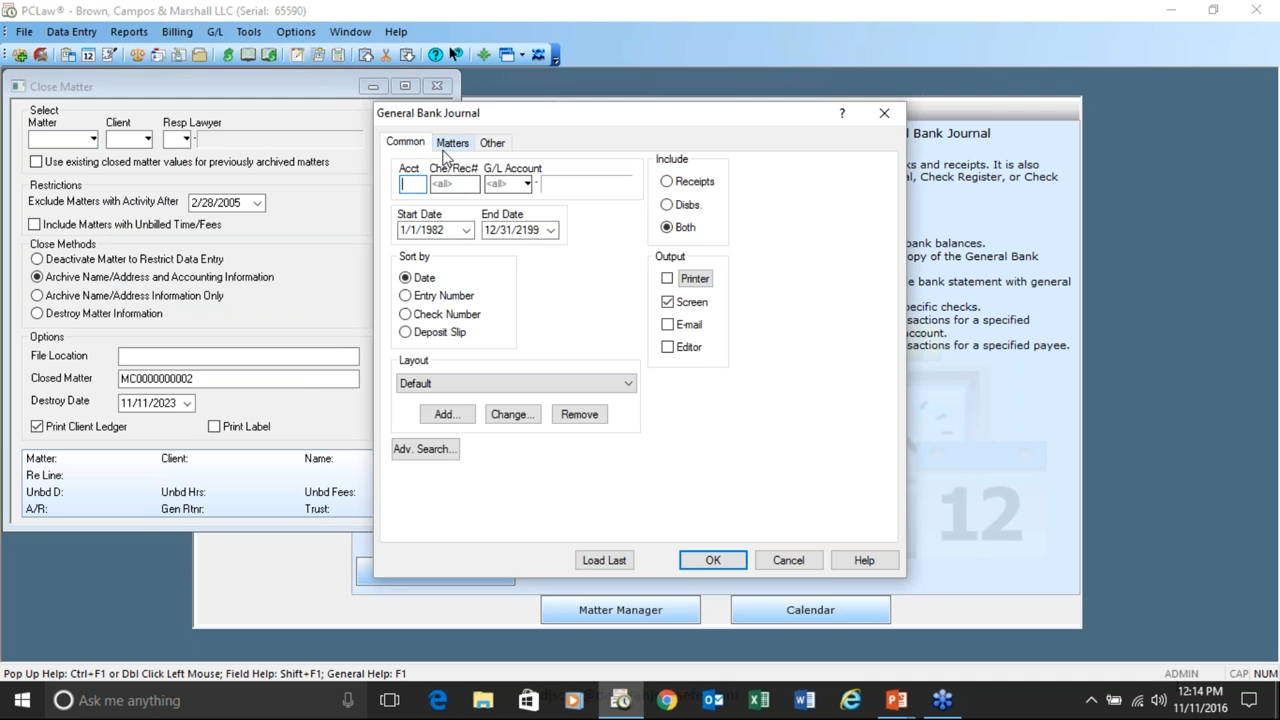 PCLaw® - Brown, Campos & Marshall LLC (Serial: 65590)
File Data Entry Reports Billing G/L Tools Options Window Help
12
Close Matter
Select
Matter Client Resp Lawyer
-
Use existing closed matter values for previously archived matters
Restrictions
Exclude Matters with Activity After 2/28/2005
Include Matters with Unbilled Time/Fees
Close Methods
Deactivate Matter to Restrict Data Entry
Archive Name/Address and Accounting Information
Archive Name/Address Information Only
Destroy Matter Information
Options
File Location
Closed Matter MC0000000002
Destroy Date 11/11/2023
Print Client Ledger Print Label
Matter: Client: Name:
Re Line:
Unbd D: Unbd Hrs: Unbd Fees:
A/R: Gen Rtnr: Trust:
General Bank Journal ?
Common Matters Other
Acct Che/Rec# G/L Account
<all> <all> -
Start Date End Date
1/1/1982 12/31/2199
Sort by
Date
Entry Number
Check Number
Deposit Slip
Layout
Default
Add... Change... Remove
Adv. Search...
Include
Receipts
Disbs.
Both
Output
Printer
Screen
E-mail
Editor
Load Last OK Cancel Help
l Bank Journal
ks and receipts. It is also
al, Check Register, or Check
bank balances.
opy of the General Bank
e bank statement with general
pecific checks.
sactions for a specified
account.
sactions for a specified payee.
12
Matter Manager Calendar
Pop Up Help: Ctrl+F1 or Dbl Click Left Mouse; Field Help: Shift+F1; General Help: F1 ADMIN CAP NUM
Ask me anything
12:14 PM
11/11/2016